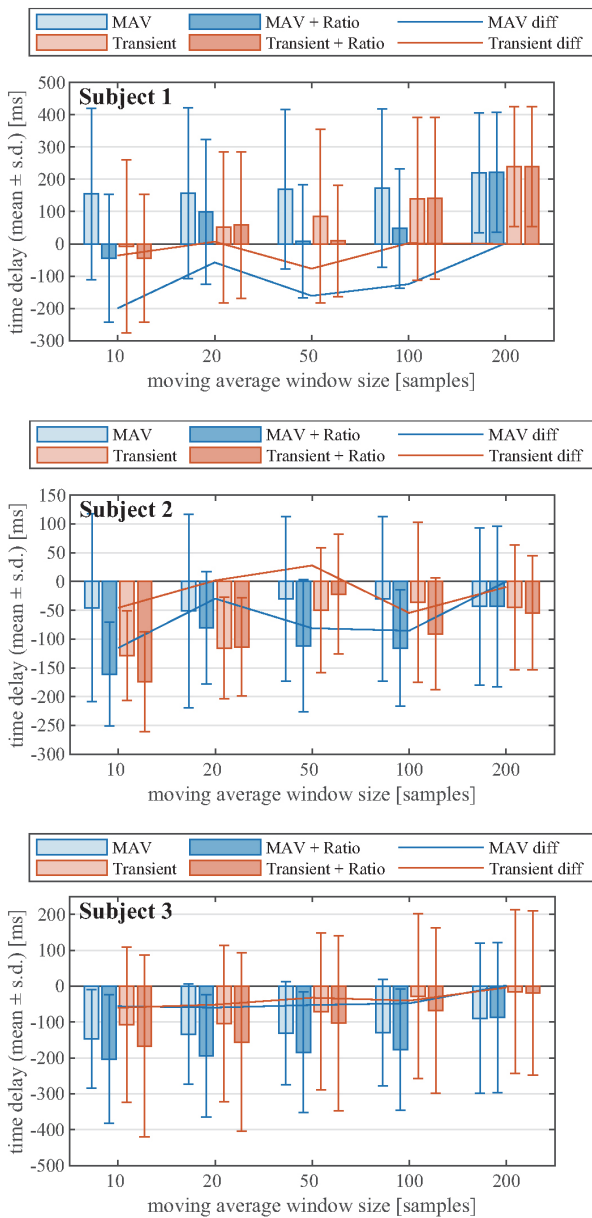 MAV MAV + Ratio MAV diff
Transient Transient + Ratio Transient diff
Subject 1
500
400
300
200
100
0
-100
-200
-300
time delay (mean ± s.d.) [ms]
10 20 50 100 200
moving average window size [samples]
MAV MAV + Ratio MAV diff
Transient Transient + Ratio Transient diff
Subject 2
150
100
50
0
-50
-100
-150
-200
-250
-300
time delay (mean ± s.d.) [ms]
10 20 50 100 200
moving average window size [samples]
MAV MAV + Ratio MAV diff
Transient Transient + Ratio Transient diff
Subject 3
200
100
0
-100
-200
-300
-400
-500
time delay (mean ± s.d.) [ms]
10 20 50 100 200
moving average window size [samples]